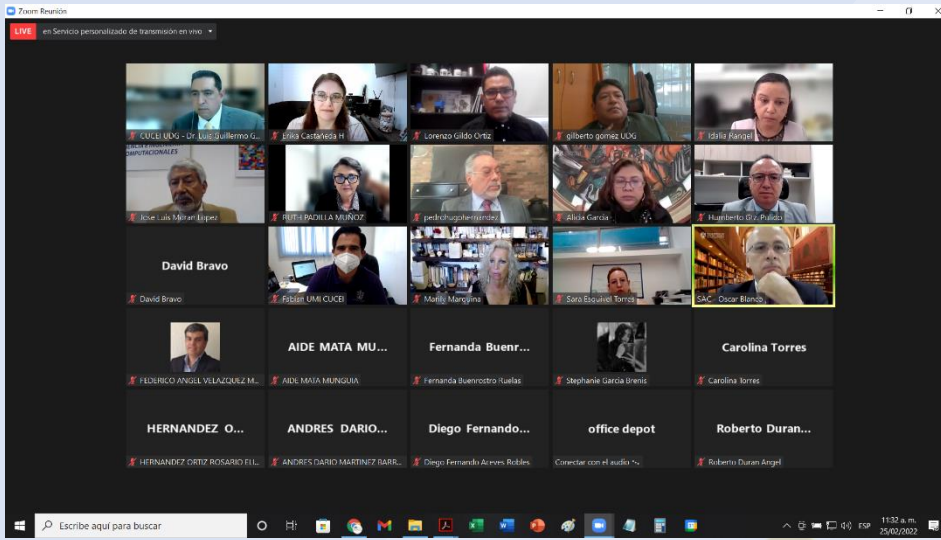 Zoom Reunión
LIVE en Servicio personalizado de transmisión en vivo
CUCEI UDG - Dr. Luis Guillermo G...
Erika Castañeda H
Lorenzo Gildo Ortiz
gilberto gomez UDG
Idalia Rangel
COMPUTACIONALES
Jose Luis Moran Lopez
RUTH PADILLA MUÑOZ
pedrohugohernandez
Alicia Garcia
Humberto Gtz. Pulido
David Bravo
David Bravo
Fabian UMI CUCEI
Marily Marquina
Sara Esquivel Torres
SAC - Oscar Blanco
AIDE MATA MU...
Fernanda Buenr...
Carolina Torres
FEDERICO ANGEL VELAZQUEZ M...
AIDE MATA MUNGUIA
Fernanda Buenrostro Ruelas
Stephanie Garcia Brenis
Carolina Torres
HERNANDEZ O...
ANDRES DARIO...
Diego Fernando...
office depot
Roberto Duran...
HERNANDEZ ORTIZ ROSARIO ELI...
ANDRES DARIO MARTINEZ BARR...
Diego Fernando Aceves Robles
Conectar con el audio
Roberto Duran Angel
Escribe aquí para buscar
ESP
11:32 a. m.
25/02/2022